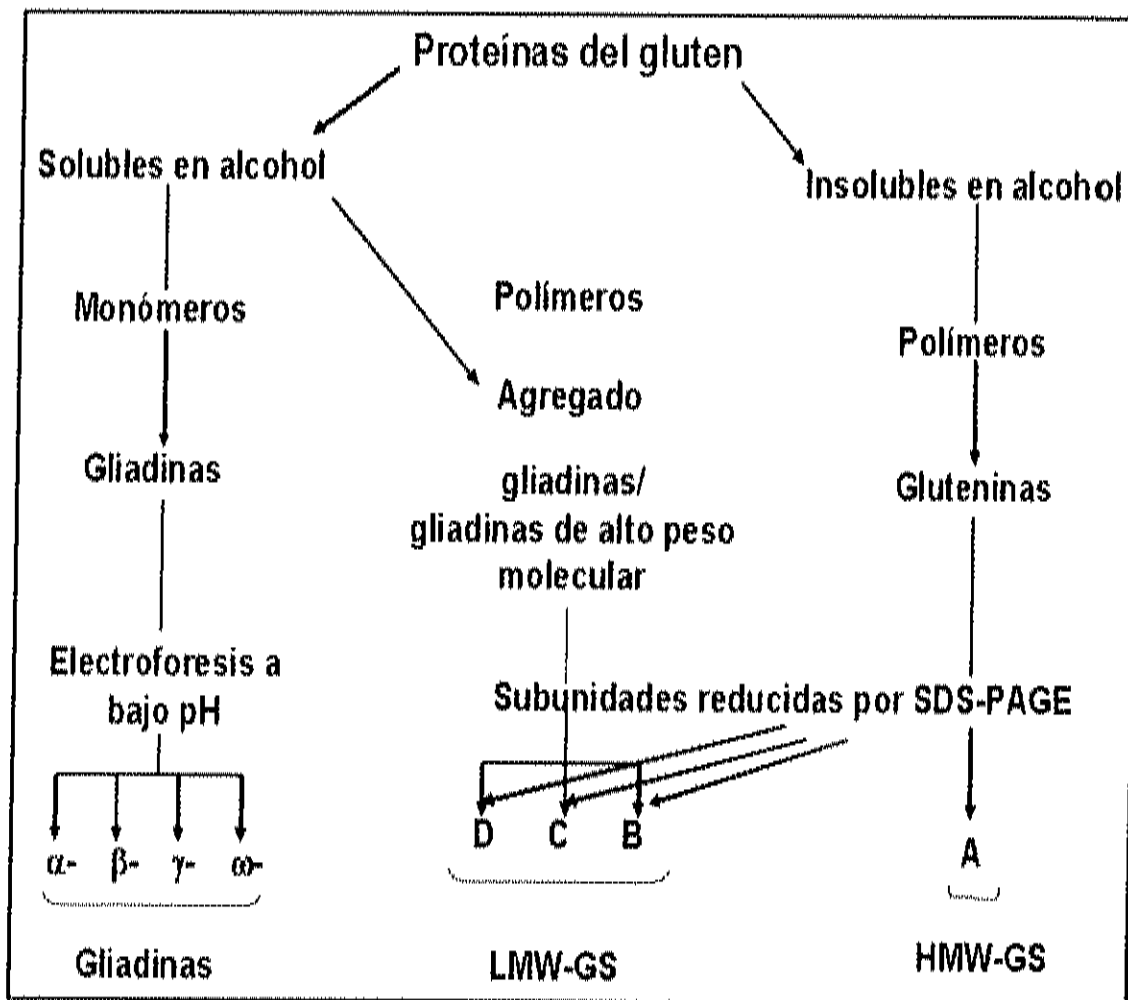 Proteínas del gluten
Solubles en alcohol
Insolubles en alcohol
Monómeros
Polímeros
Polímeros
Agregado
Gliadinas
gliadinas/
gliadinas de alto peso
molecular
Gluteninas
Electroforesis a
bajo pH
Subunidades reducidas por SDS-PAGE
α- β- γ- ω-
D C B
A
Gliadinas
LMW-GS
HMW-GS